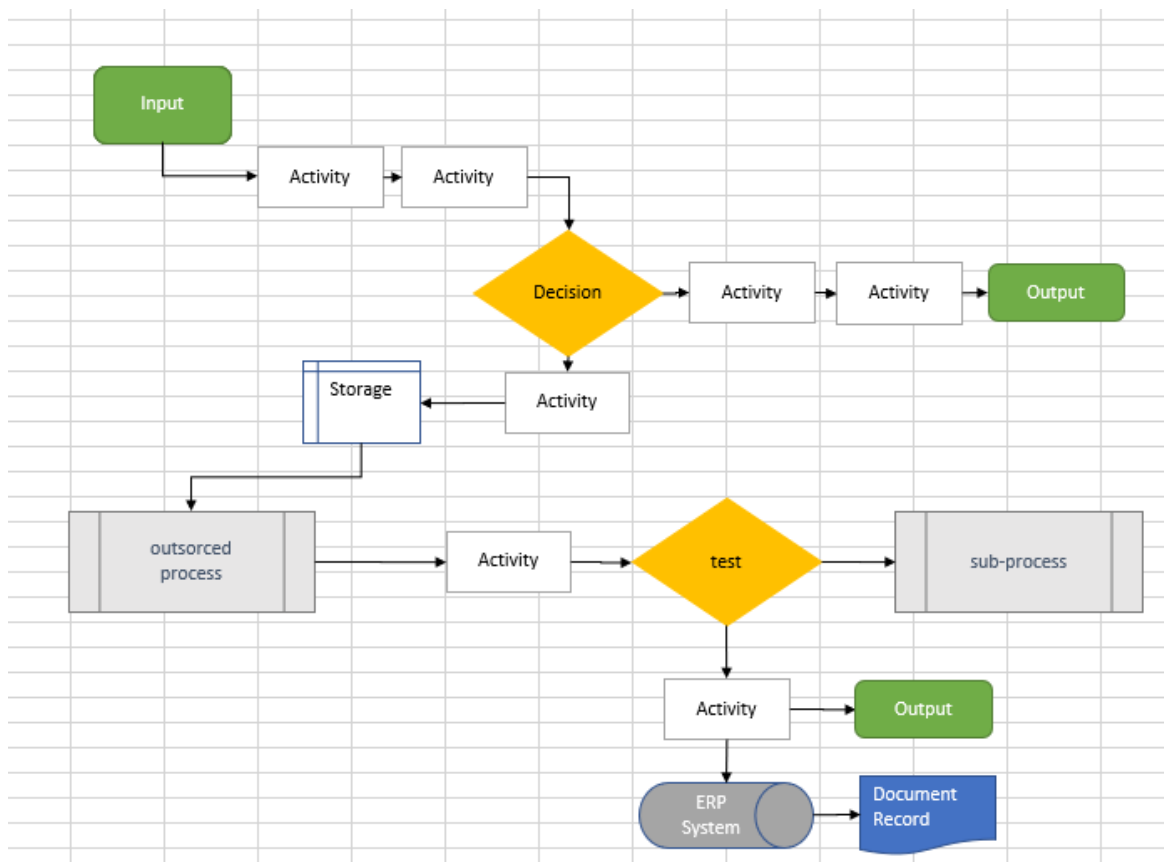 Input
Activity
Activity
Decision
Activity
Activity
Output
Storage
Activity
outsorced
process
Activity
test
sub-process
Activity
Output
ERP
System
Document
Record